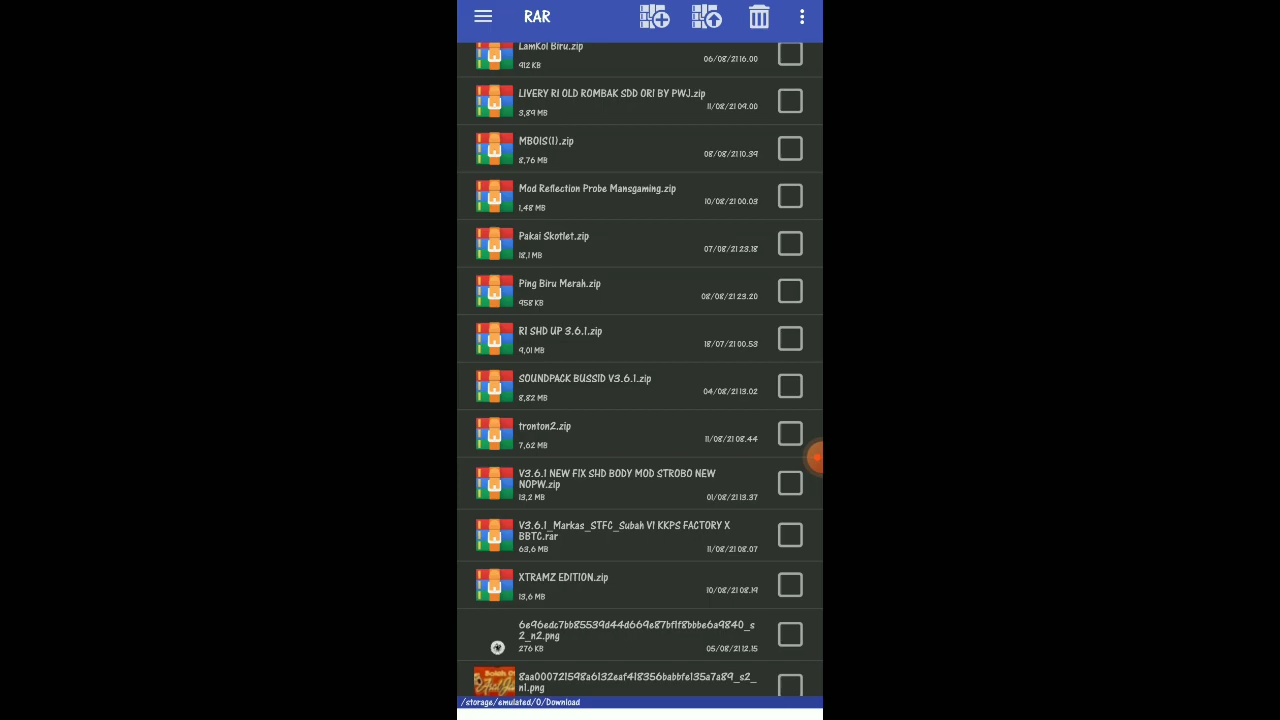 RAR
LamKol Biru.zip
912 KB
06/08/21 16.00
LIVERY RI OLD ROMBAK SDD ORI BY PWJ.zip
3,89 MB
11/08/21 09.00
MBOIS(1).zip
8,76 MB
08/08/21 10.39
Mod Reflection Probe Mansgaming.zip
1,48 MB
10/08/21 00.03
Pakai Skotlet.zip
18,1 MB
07/08/21 23.18
Ping Biru Merah.zip
958 KB
08/08/21 23.20
RI SHD UP 3.6.1.zip
9,01 MB
18/07/21 00.53
SOUNDPACK BUSSID V3.6.1.zip
8,82 MB
04/08/21 13.02
tronton2.zip
7,62 MB
11/08/21 08.44
V3.6.1 NEW FIX SHD BODY MOD STROBO NEW
NOPW.zip
13,2 MB
01/08/21 13.37
V3.6.1_Markas_STFC_Subah V1 KKPS FACTORY X
BBTC.rar
63,6 MB
11/08/21 08.07
XTRAMZ EDITION.zip
13,6 MB
10/08/21 08.19
6e96edc7bb85539d44d669e87bf1f8bbbe6a9840_s
2_n2.png
276 KB
05/08/21 12.15
8aa000721598a6132eaf418356babbfe135a7a89_s2_
n1.png
/storage/emulated/0/Download